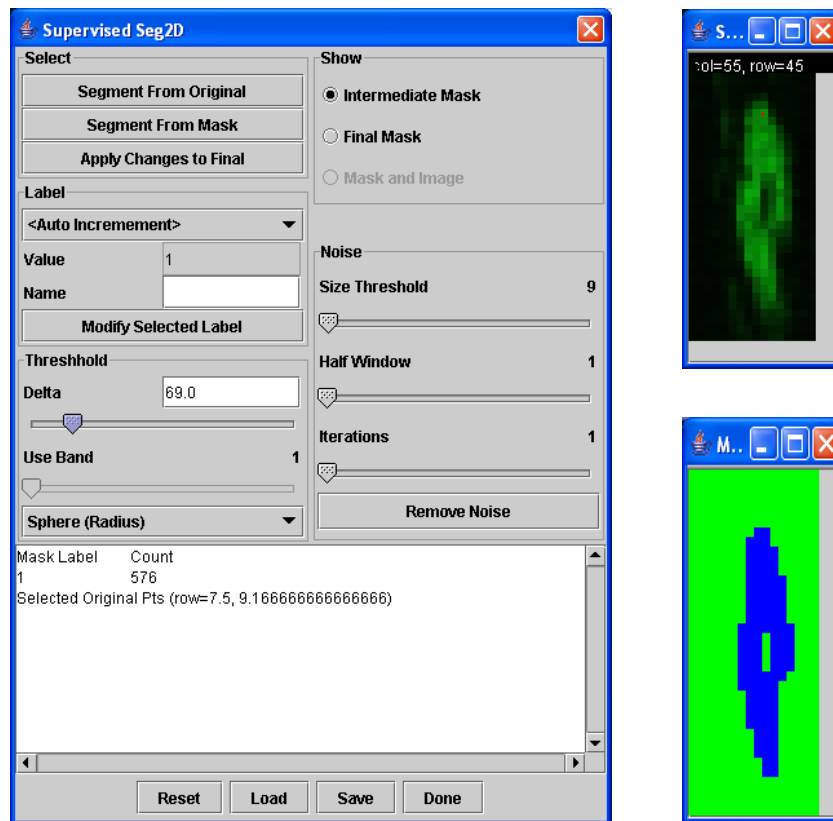 Supervised Seg2D
Select
Segment From Original
Segment From Mask
Apply Changes to Final
Label
<Auto Incremement>
Value 1
Name
Modify Selected Label
Threshhold
Delta 69.0
Use Band 1
Sphere (Radius)
Show
Intermediate Mask
Final Mask
Mask and Image
Noise
Size Threshold 9
Half Window 1
Iterations 1
Remove Noise
Mask Label Count
1 576
Selected Original Pts (row=7.5, 9.166666666666666)
Reset Load Save Done
S...
col=55, row=45
M..